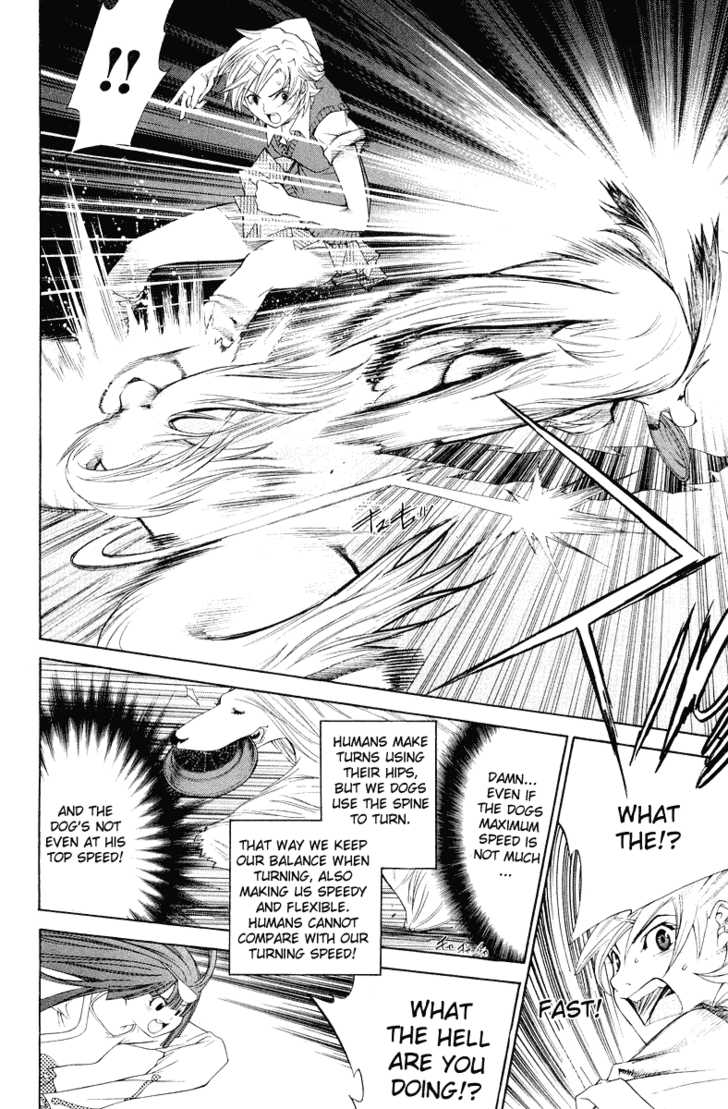 !!
WHAT
THE!?
FAST!
DAMN...
EVEN IF
THE DOGS
MAXIMUM
SPEED IS
NOT MUCH
...
HUMANS MAKE
TURNS USING
THEIR HIPS,
BUT WE DOGS
USE THE SPINE
TO TURN.
THAT WAY WE KEEP
OUR BALANCE WHEN
TURNING, ALSO
MAKING US SPEEDY
AND FLEXIBLE.
HUMANS CANNOT
COMPARE WITH OUR
TURNING SPEED!
AND THE
DOG'S NOT
EVEN AT HIS
TOP SPEED!
WHAT
THE HELL
ARE YOU
DOING!?